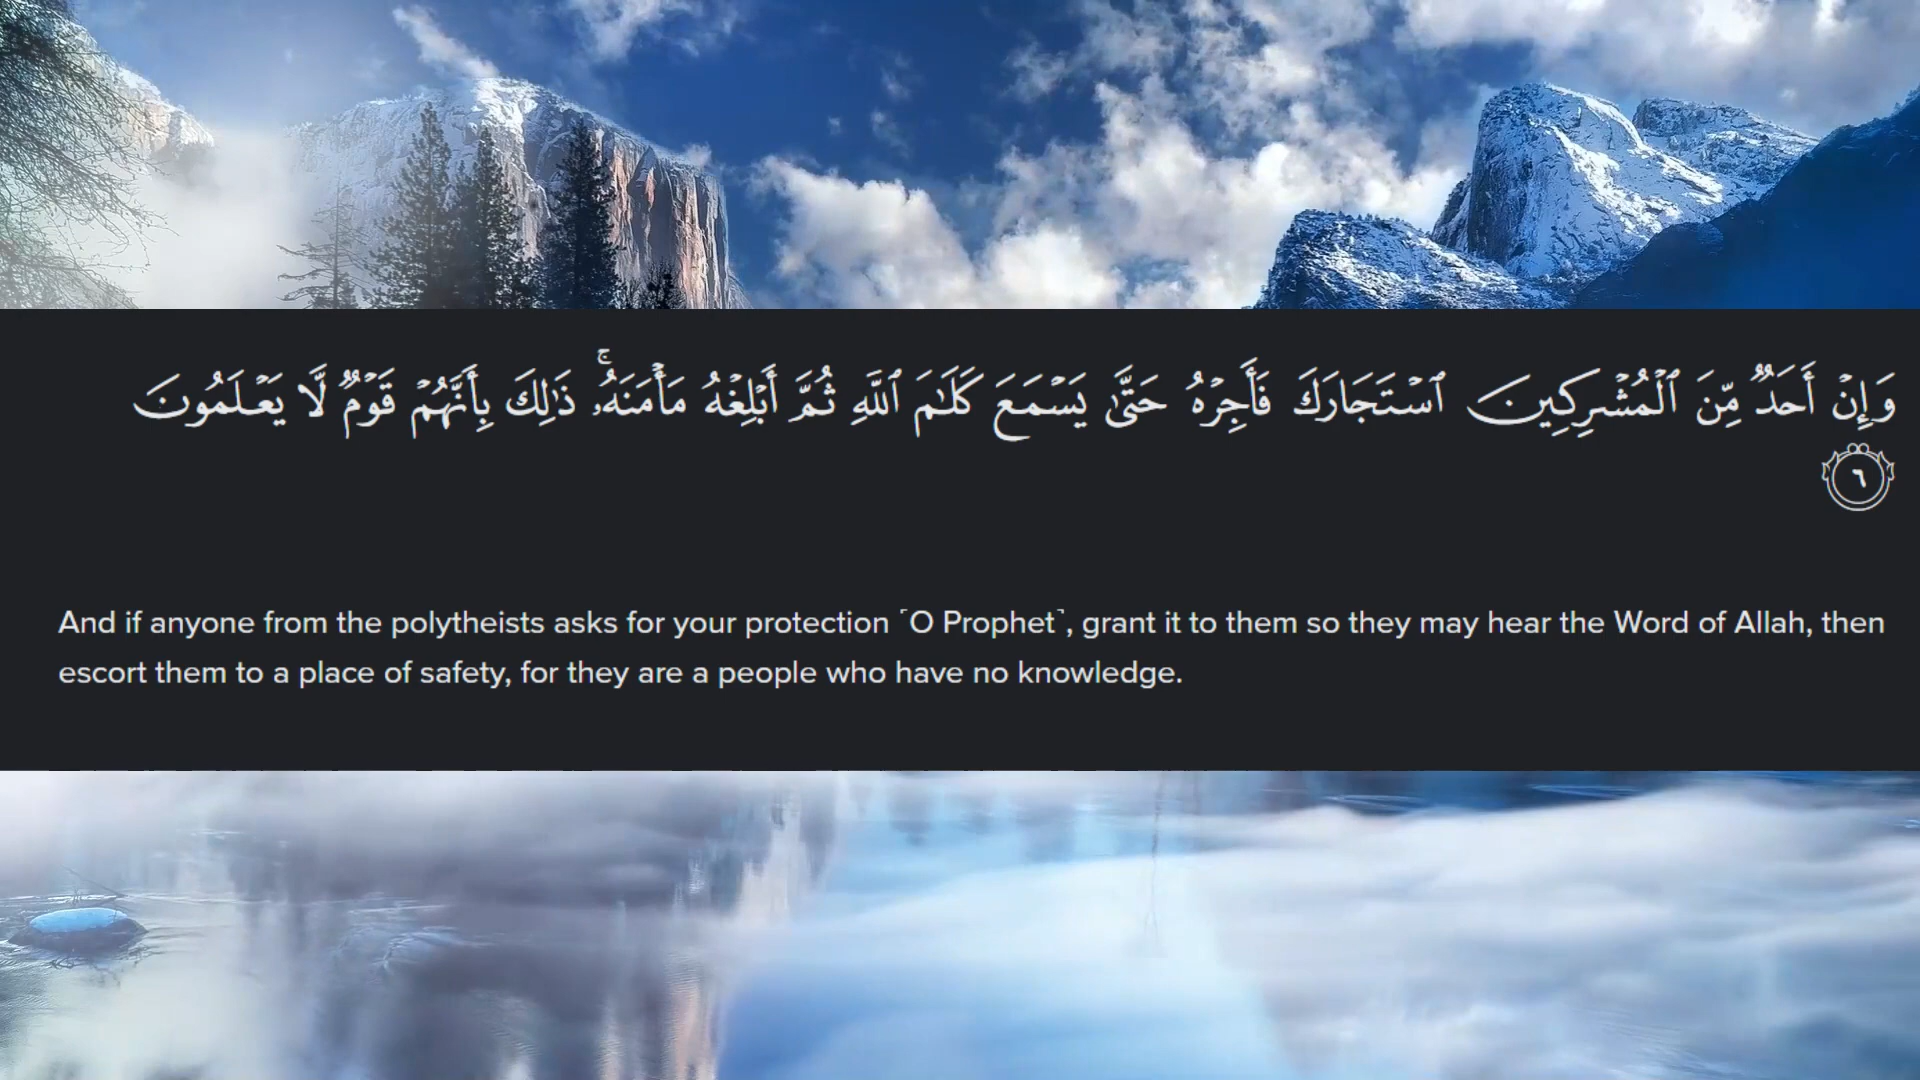 وَإِنْ أَحَدٌ مِّنَ ٱلْمُشْرِكِينَ ٱسْتَجَارَكَ فَأَجِرْهُ حَتَّىٰ يَسْمَعَ كَلَـٰمَ ٱللَّهِ ثُمَّ أَبْلِغْهُ مَأْمَنَهُۥ ۚ ذَٰلِكَ بِأَنَّهُمْ قَوْمٌ لَّا يَعْلَمُونَ
٦
And if anyone from the polytheists asks for your protection ˹O Prophet˺, grant it to them so they may hear the Word of Allah, then
escort them to a place of safety, for they are a people who have no knowledge.